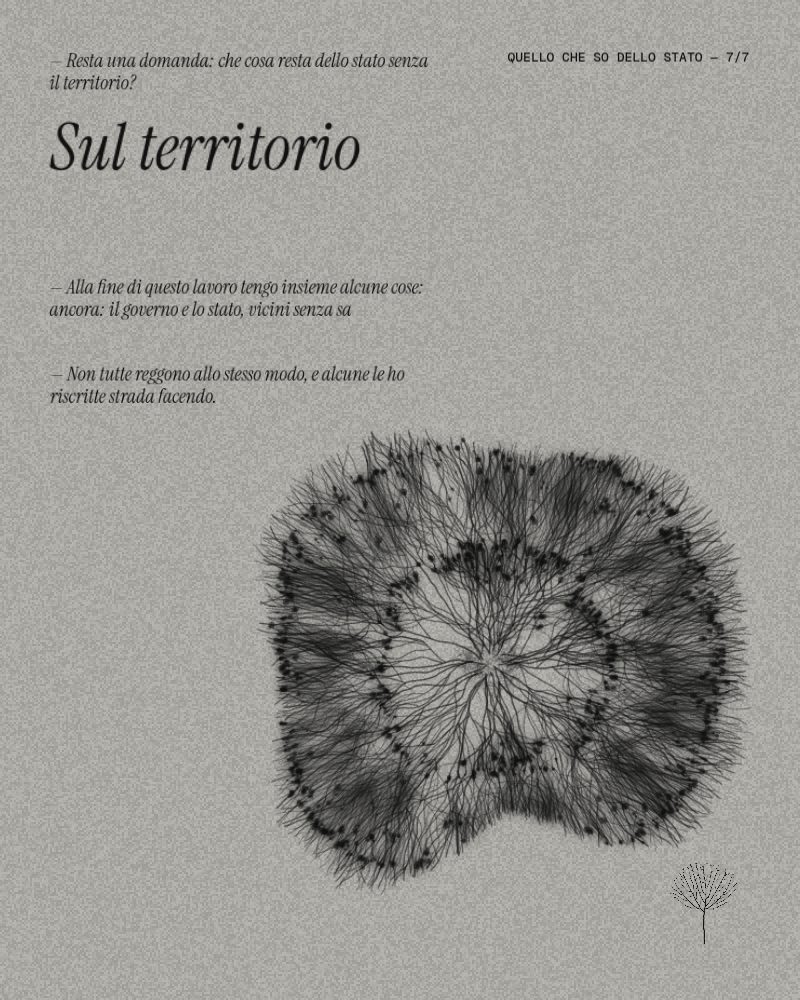 — Resta una domanda: che cosa resta dello stato senza
il territorio?
QUELLO CHE SO DELLO STATO — 7/7
Sul territorio
— Alla fine di questo lavoro tengo insieme alcune cose:
ancora: il governo e lo stato, vicini senza sa
— Non tutte reggono allo stesso modo, e alcune le ho
riscritte strada facendo.